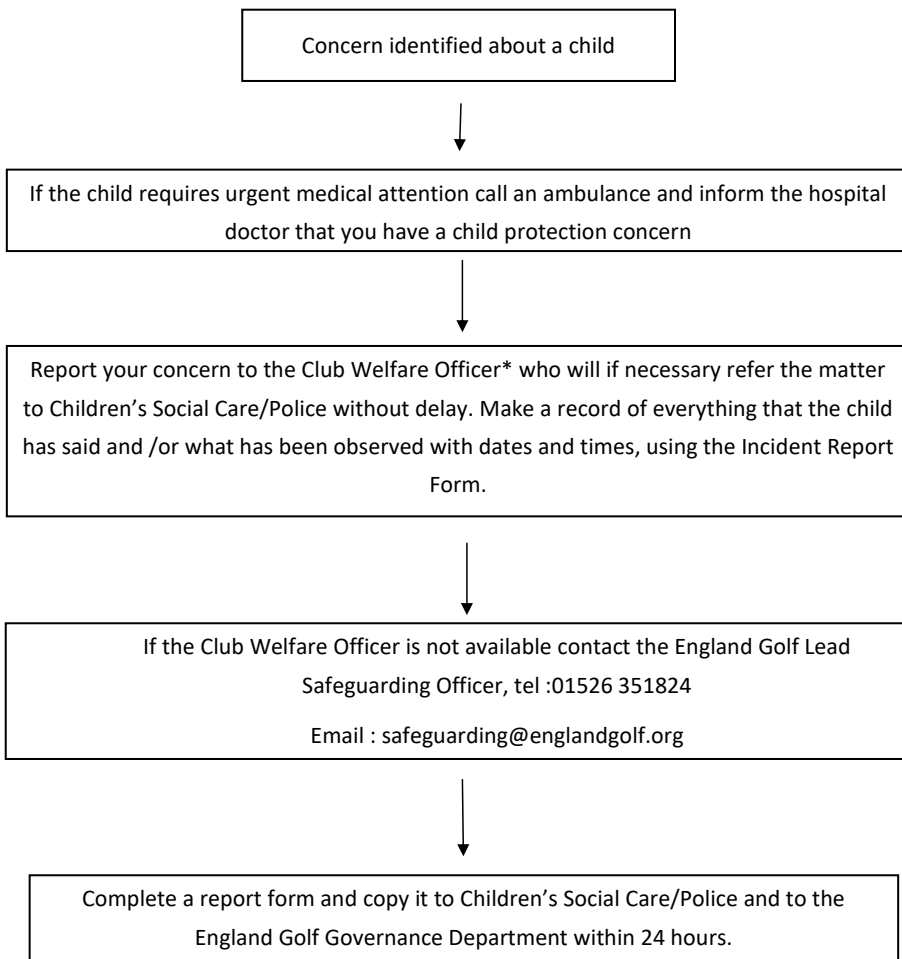 Concern identified about a child
If the child requires urgent medical attention call an ambulance and inform the hospital
doctor that you have a child protection concern
Report your concern to the Club Welfare Officer* who will if necessary refer the matter
to Children’s Social Care/Police without delay. Make a record of everything that the child
has said and /or what has been observed with dates and times, using the Incident Report
Form.
If the Club Welfare Officer is not available contact the England Golf Lead
Safeguarding Officer, tel :01526 351824
Email : safeguarding@englandgolf.org
Complete a report form and copy it to Children’s Social Care/Police and to the
England Golf Governance Department within 24 hours.